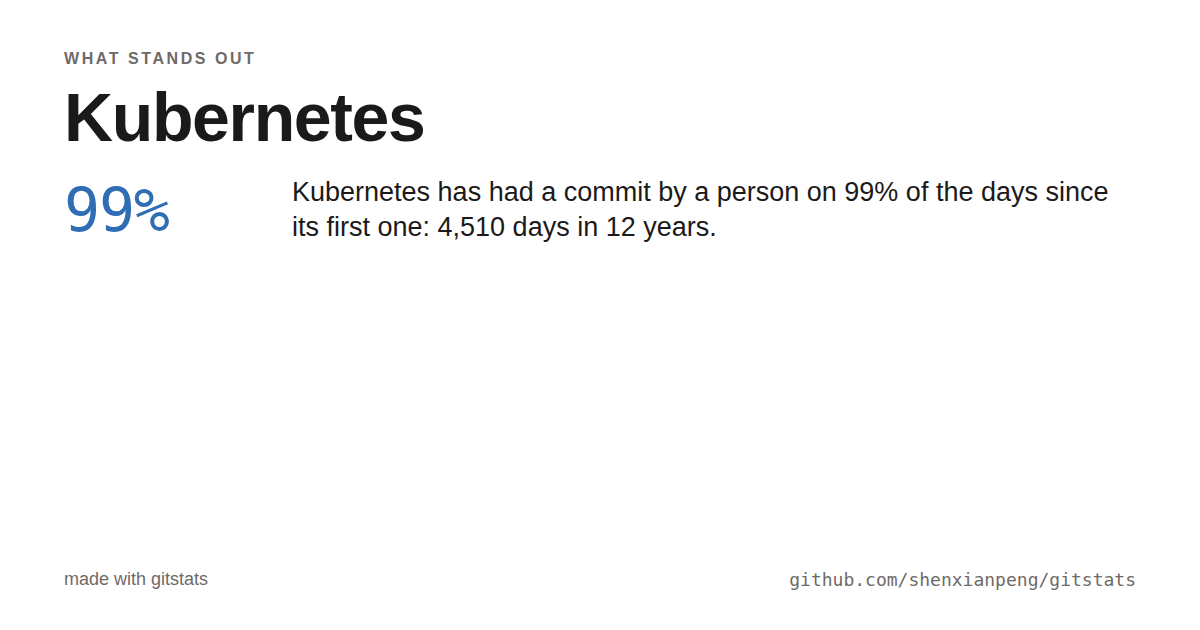 WHAT STANDS OUT
Kubernetes
99%
Kubernetes has had a commit by a person on 99% of the days since
its first one: 4,510 days in 12 years.
made with gitstats
github.com/shenxianpeng/gitstats